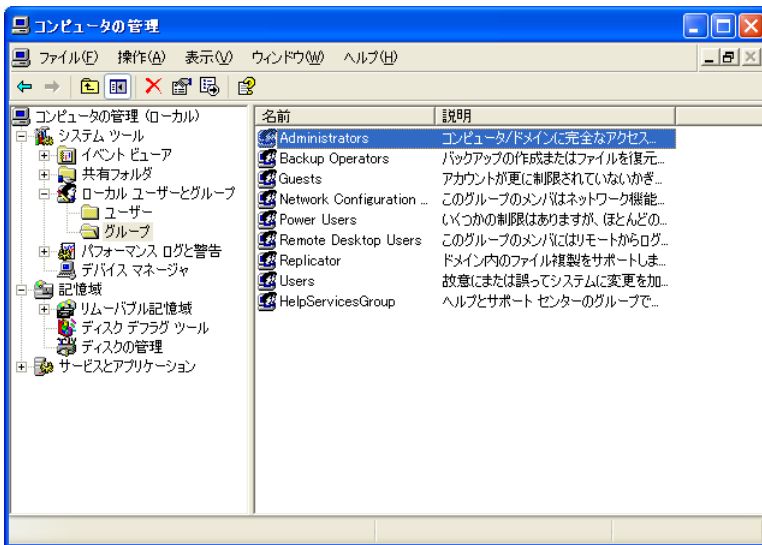 コンピュータの管理
ファイル(F) 操作(A) 表示(V) ウィンドウ(W) ヘルプ(H)
コンピュータの管理 (ローカル)
システム ツール
イベント ビューア
共有フォルダ
ローカル ユーザーとグループ
ユーザー
グループ
パフォーマンス ログと警告
デバイス マネージャ
記憶域
リムーバブル記憶域
ディスク デフラグ ツール
ディスクの管理
サービスとアプリケーション
名前 説明
Administrators コンピュータ/ドメインに完全なアクセス...
Backup Operators バックアップの作成またはファイルを復元...
Guests アカウントが更に制限されていないかぎ...
Network Configuration ... このグループのメンバはネットワーク機能...
Power Users いくつかの制限はありますが、ほとんどの...
Remote Desktop Users このグループのメンバにはリモートからログ...
Replicator ドメイン内のファイル複製をサポートしま...
Users 故意にまたは誤ってシステムに変更を加...
HelpServicesGroup ヘルプとサポート センターのグループで...